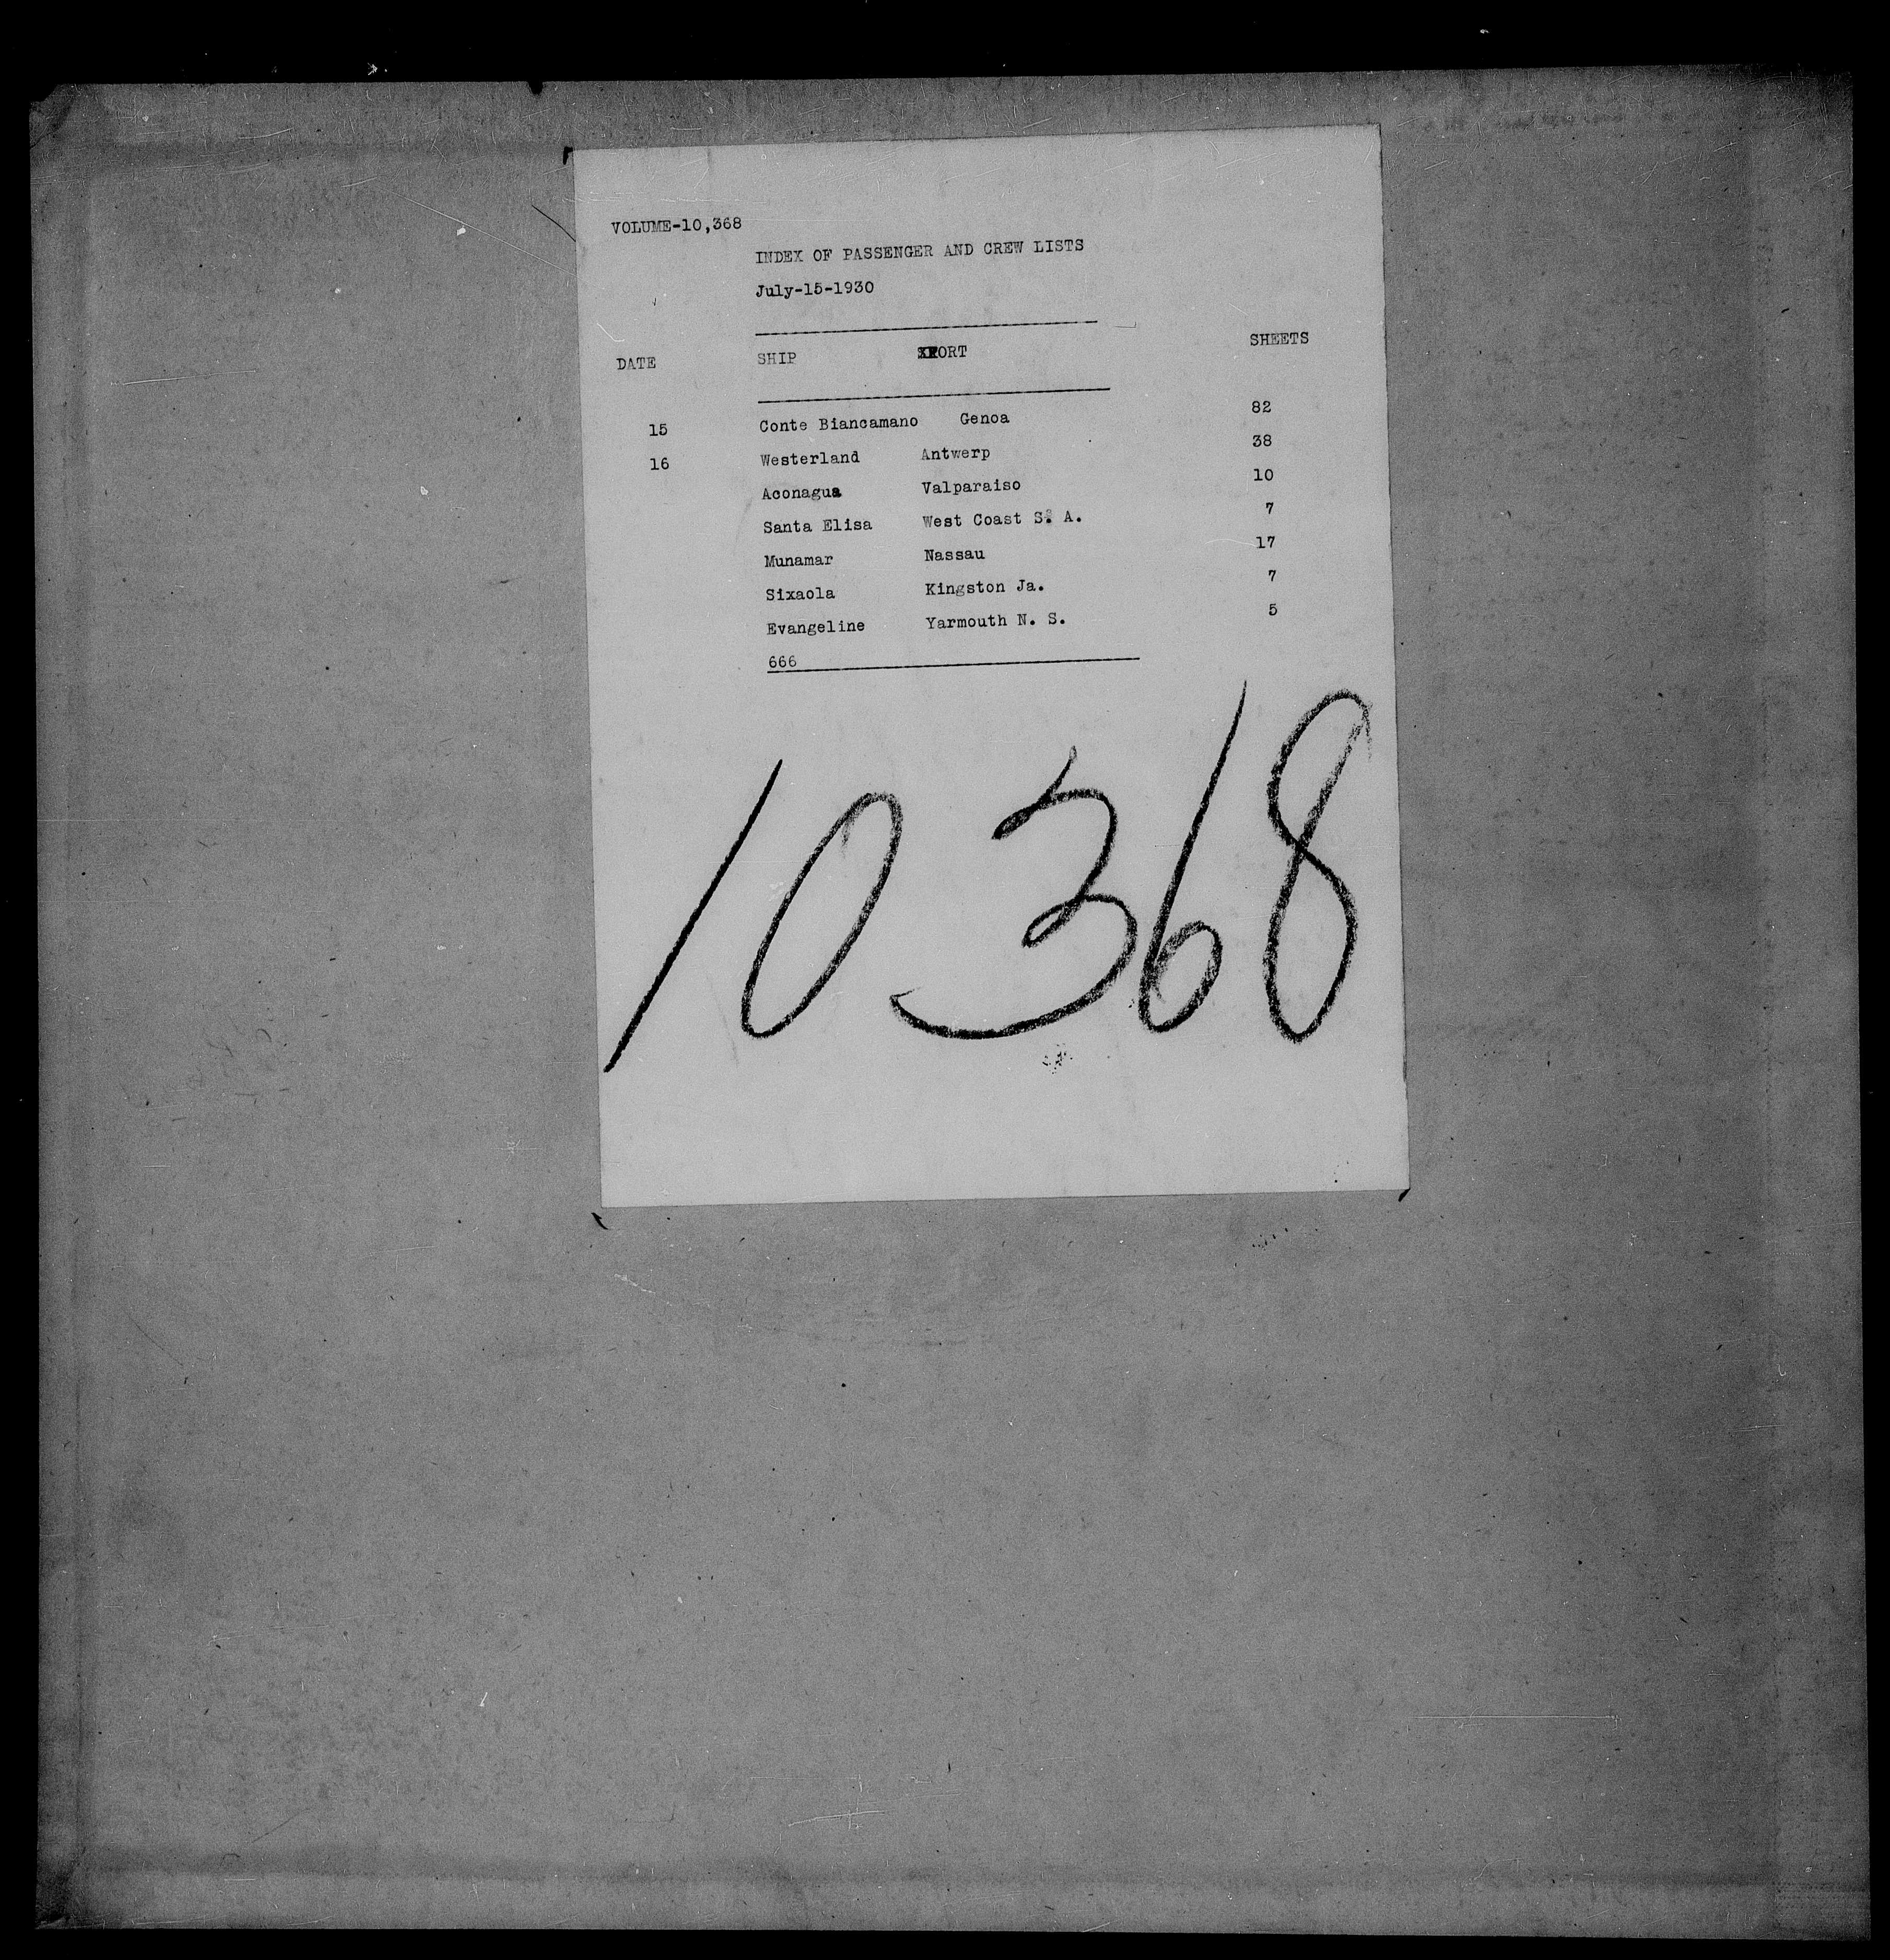 VOLUME-10,368
INDEX OF PASSENGER AND CREW LISTS
July-15-1930
DATE SHIP PORT SHEETS
15 Conte Biancamano Genoa 82
16 Westerland Antwerp 38
Aconagua Valparaiso 10
Santa Elisa West Coast S. A. 7
Munamar Nassau 17
Sixaola Kingston Ja. 7
Evangeline Yarmouth N. S. 5
666
10368